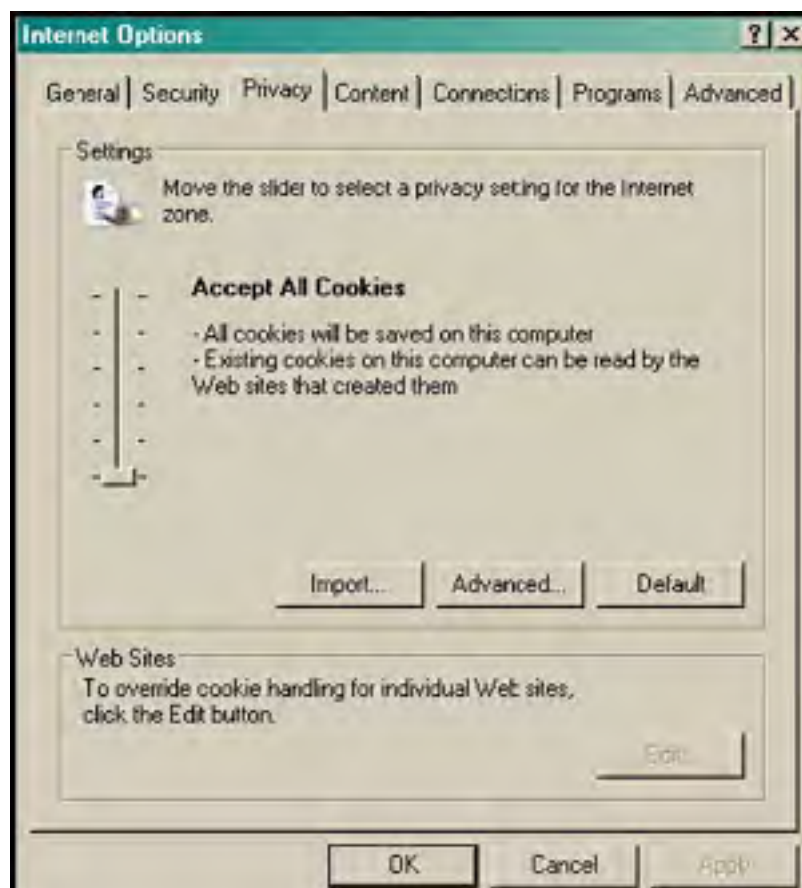 Internet Options
? ×
General Security Privacy Content Connections Programs Advanced
Settings
Move the slider to select a privacy setting for the Internet
zone.
Accept All Cookies
- All cookies will be saved on this computer
- Existing cookies on this computer can be read by the
Web sites that created them
Import... Advanced... Default
Web Sites
To override cookie handling for individual Web sites,
click the Edit button.
Edit...
OK Cancel Apply